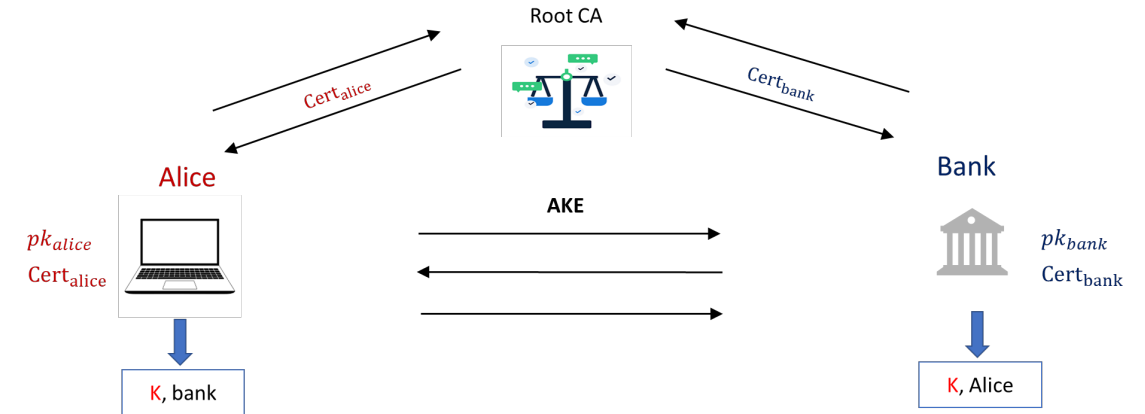 Root CA
Cert_alice
Cert_bank
Alice
Bank
AKE
pk_alice
Cert_alice
pk_bank
Cert_bank
K, bank
K, Alice